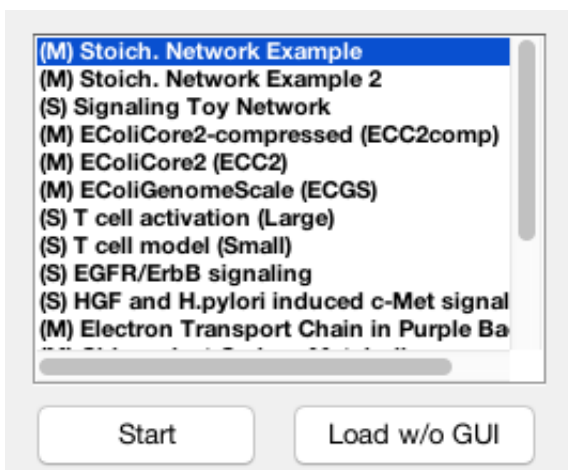 (M) Stoich. Network Example
(M) Stoich. Network Example 2
(S) Signaling Toy Network
(M) EColiCore2-compressed (ECC2comp)
(M) EColiCore2 (ECC2)
(M) EColiGenomeScale (ECGS)
(S) T cell activation (Large)
(S) T cell model (Small)
(S) EGFR/ErbB signaling
(S) HGF and H.pylori induced c-Met signal
(M) Electron Transport Chain in Purple Ba
Start Load w/o GUI